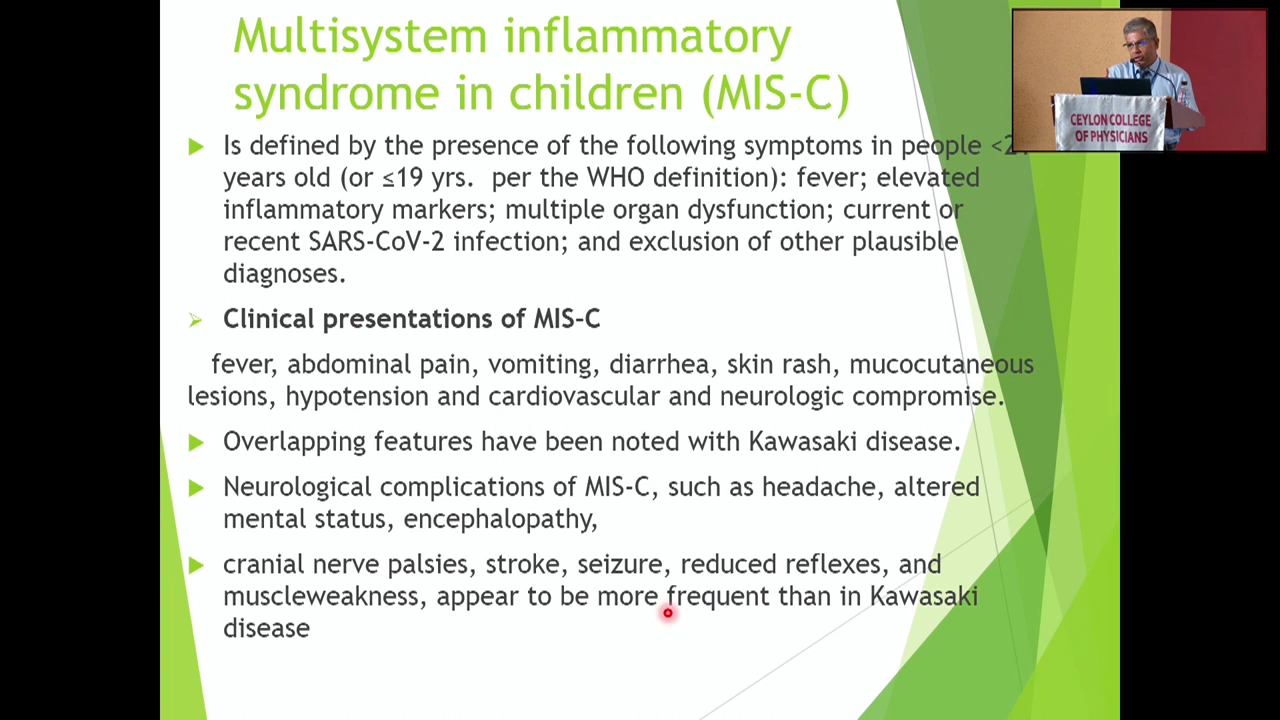 Multisystem inflammatory
syndrome in children (MIS-C)
CEYLON COLLEGE
OF PHYSICIANS
Is defined by the presence of the following symptoms in people
years old (or ≤19 yrs. per the WHO definition): fever; elevated
inflammatory markers; multiple organ dysfunction; current or
recent SARS-CoV-2 infection; and exclusion of other plausible
diagnoses.
Clinical presentations of MIS-C
fever, abdominal pain, vomiting, diarrhea, skin rash, mucocutaneous
lesions, hypotension and cardiovascular and neurologic compromise.
Overlapping features have been noted with Kawasaki disease.
Neurological complications of MIS-C, such as headache, altered
mental status, encephalopathy,
cranial nerve palsies, stroke, seizure, reduced reflexes, and
muscleweakness, appear to be more frequent than in Kawasaki
disease